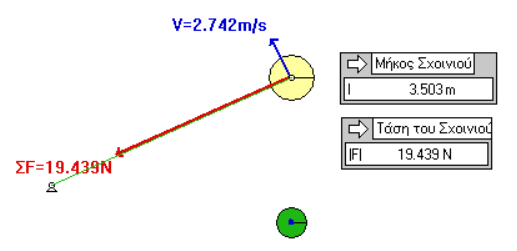 V=2.742m/s
Μήκος Σχοινιού
l 3.503 m
Τάση του Σχοινιού
|F| 19.439 N
ΣF=19.439N